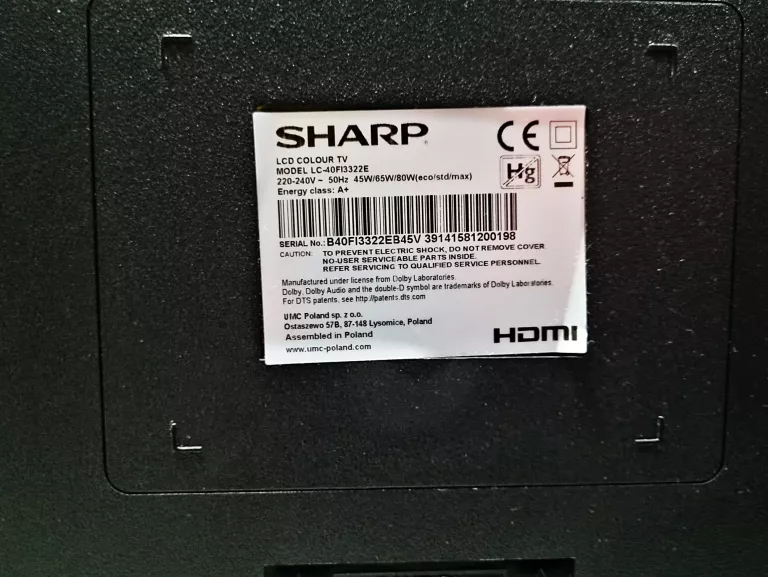 SHARP
LCD COLOUR TV
MODEL LC-40FI3322E
220-240V ~ 50Hz 45W/65W/80W(eco/std/max)
Energy class: A+
CE
Hg
SERIAL No.: B40FI3322EB45V 39141581200198
CAUTION: TO PREVENT ELECTRIC SHOCK, DO NOT REMOVE COVER
NO-USER SERVICEABLE PARTS INSIDE.
REFER SERVICING TO QUALIFIED SERVICE PERSONNEL.
Manufactured under license from Dolby Laboratories.
Dolby, Dolby Audio and the double-D symbol are trademarks of Dolby Laboratories.
For DTS patents, see http://patents.dts.com
UMC Poland sp. z o.o.
Ostaszewo 57B, 87-148 Lysomice, Poland
Assembled in Poland
www.umc-poland.com
HDMI